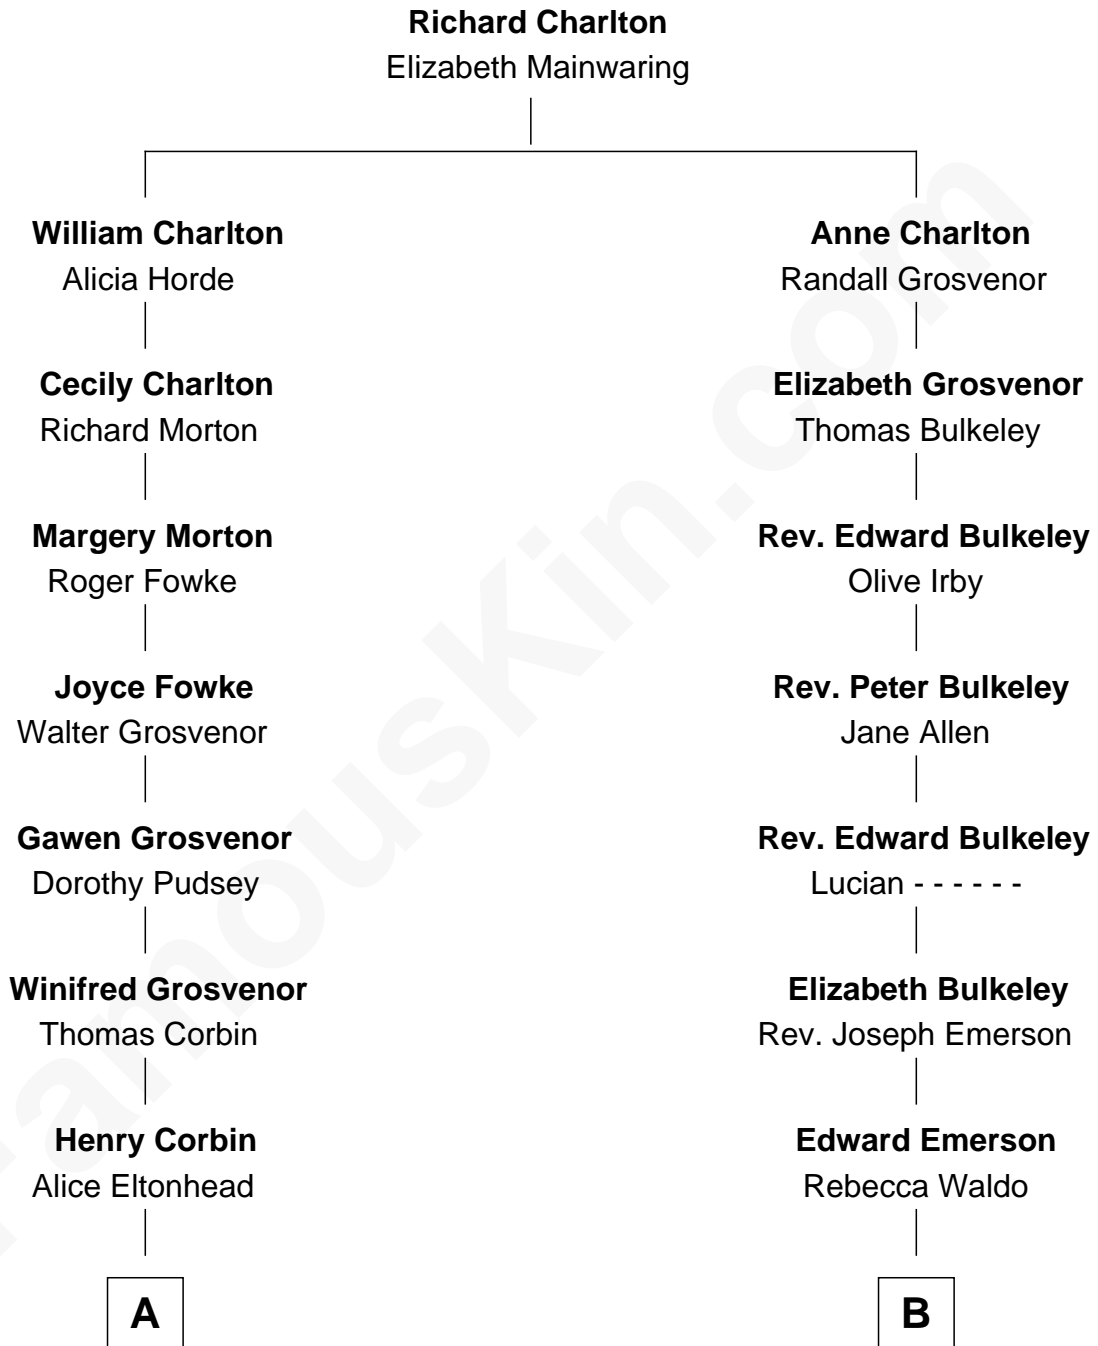 Richard Charlton
Elizabeth Mainwaring
William Charlton
Alicia Horde
Anne Charlton
Randall Grosvenor
Cecily Charlton
Richard Morton
Elizabeth Grosvenor
Thomas Bulkeley
Margery Morton
Roger Fowke
Rev. Edward Bulkeley
Olive Irby
Joyce Fowke
Walter Grosvenor
Rev. Peter Bulkeley
Jane Allen
Gawen Grosvenor
Dorothy Pudsey
Rev. Edward Bulkeley
Lucian - - - - - -
Winifred Grosvenor
Thomas Corbin
Elizabeth Bulkeley
Rev. Joseph Emerson
Henry Corbin
Alice Eltonhead
Edward Emerson
Rebecca Waldo
A
B
FamousKin.com